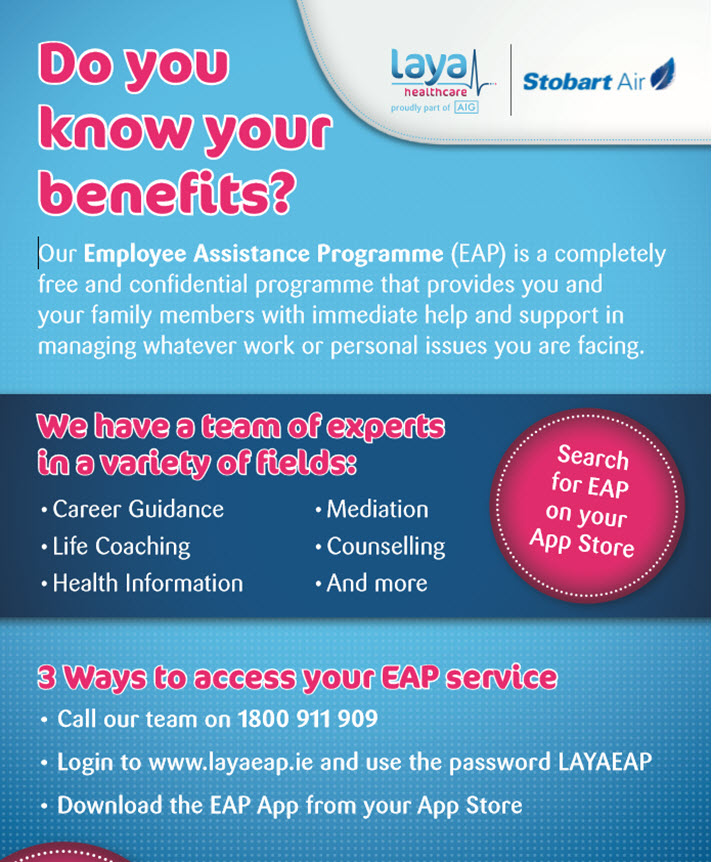 Do you
know your
benefits?
laya
healthcare
proudly part of AIG
Stobart Air
Our Employee Assistance Programme (EAP) is a completely
free and confidential programme that provides you and
your family members with immediate help and support in
managing whatever work or personal issues you are facing.
We have a team of experts
in a variety of fields:
• Career Guidance
• Life Coaching
• Health Information
• Mediation
• Counselling
• And more
Search
for EAP
on your
App Store
3 Ways to access your EAP service
• Call our team on 1800 911 909
• Login to www.layaeap.ie and use the password LAYAEAP
• Download the EAP App from your App Store